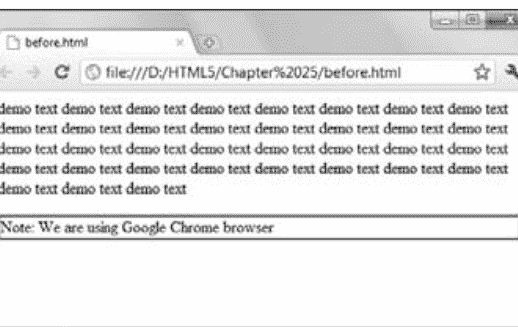 before.html
file:///D:/HTML5/Chapter%2025/before.html
demo text demo text demo text demo text demo text demo text demo text demo text
demo text demo text demo text demo text demo text demo text demo text demo text
demo text demo text demo text demo text demo text demo text demo text demo text
demo text demo text demo text demo text demo text demo text demo text demo text
demo text demo text demo text
Note: We are using Google Chrome browser